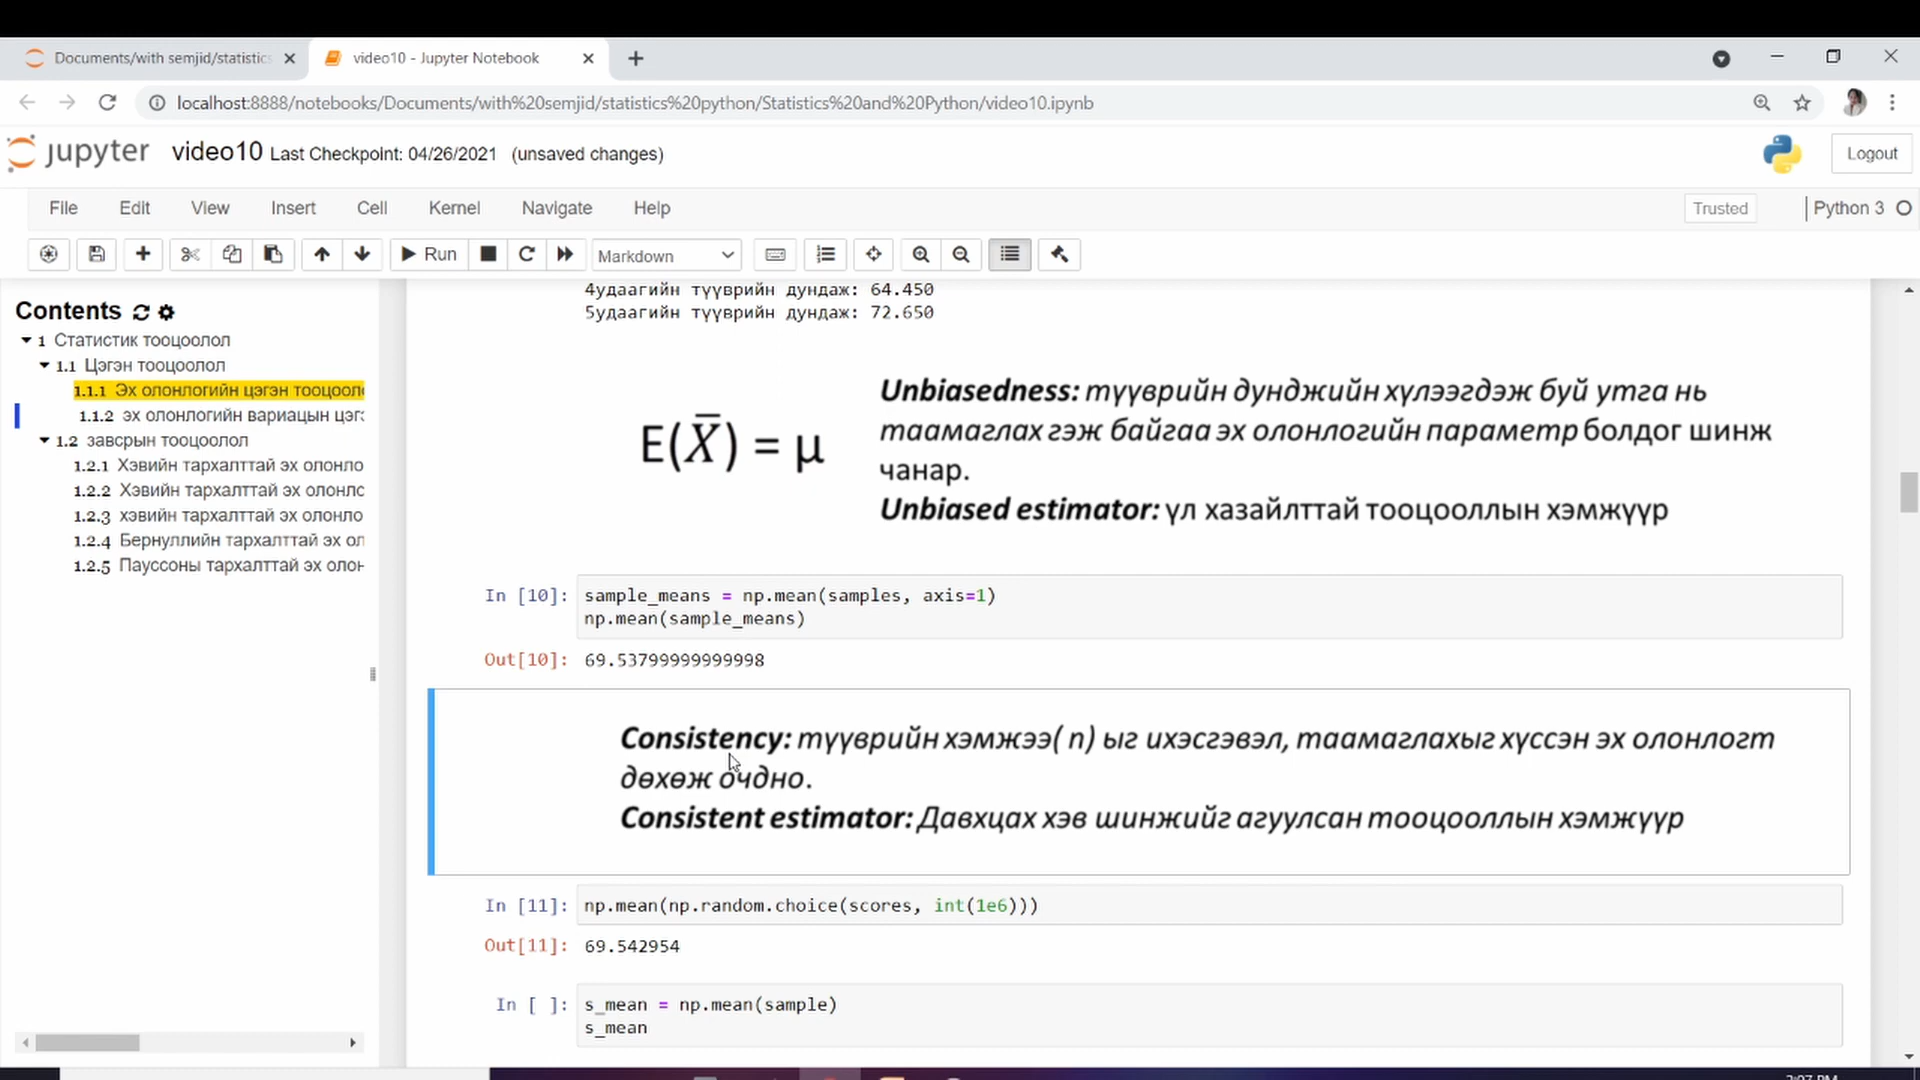 Documents/with semjid/statistics
video10 - Jupyter Notebook
localhost:8888/notebooks/Documents/with%20semjid/statistics%20python/Statistics%20and%20Python/video10.ipynb
jupyter video10 Last Checkpoint: 04/26/2021 (unsaved changes)
Logout
File Edit View Insert Cell Kernel Navigate Help
Trusted
Python 3
Run
Markdown
Contents
1 Статистик тооцоолол
1.1 Цэгэн тооцоолол
1.1.1 Эх олонлогийн цэгэн тооцоол
1.1.2 эх олонлогийн вариацын цэг
1.2 завсрын тооцоолол
1.2.1 Хэвийн тархалттай эх олонло
1.2.2 Хэвийн тархалттай эх олонло
1.2.3 хэвийн тархалттай эх олонло
1.2.4 Бернуллийн тархалттай эх ол
1.2.5 Пауссоны тархалттай эх олон
4удаагийн түүврийн дундаж: 64.450
5удаагийн түүврийн дундаж: 72.650
E(X̅) = μ
Unbiasedness: түүврийн дунджийн хүлээгдэж буй утга нь
таамаглах гэж байгаа эх олонлогийн параметр болдог шинж
чанар.
Unbiased estimator: үл хазайлттай тооцооллын хэмжүүр
In [10]: sample_means = np.mean(samples, axis=1)
np.mean(sample_means)
Out[10]: 69.53799999999998
Consistency: түүврийн хэмжээ( n) ыг ихэсгэвэл, таамаглахыг хүссэн эх олонлогт
дөхөж очдно.
Consistent estimator: Давхцах хэв шинжийг агуулсан тооцооллын хэмжүүр
In [11]: np.mean(np.random.choice(scores, int(1e6)))
Out[11]: 69.542954
In [ ]: s_mean = np.mean(sample)
s_mean